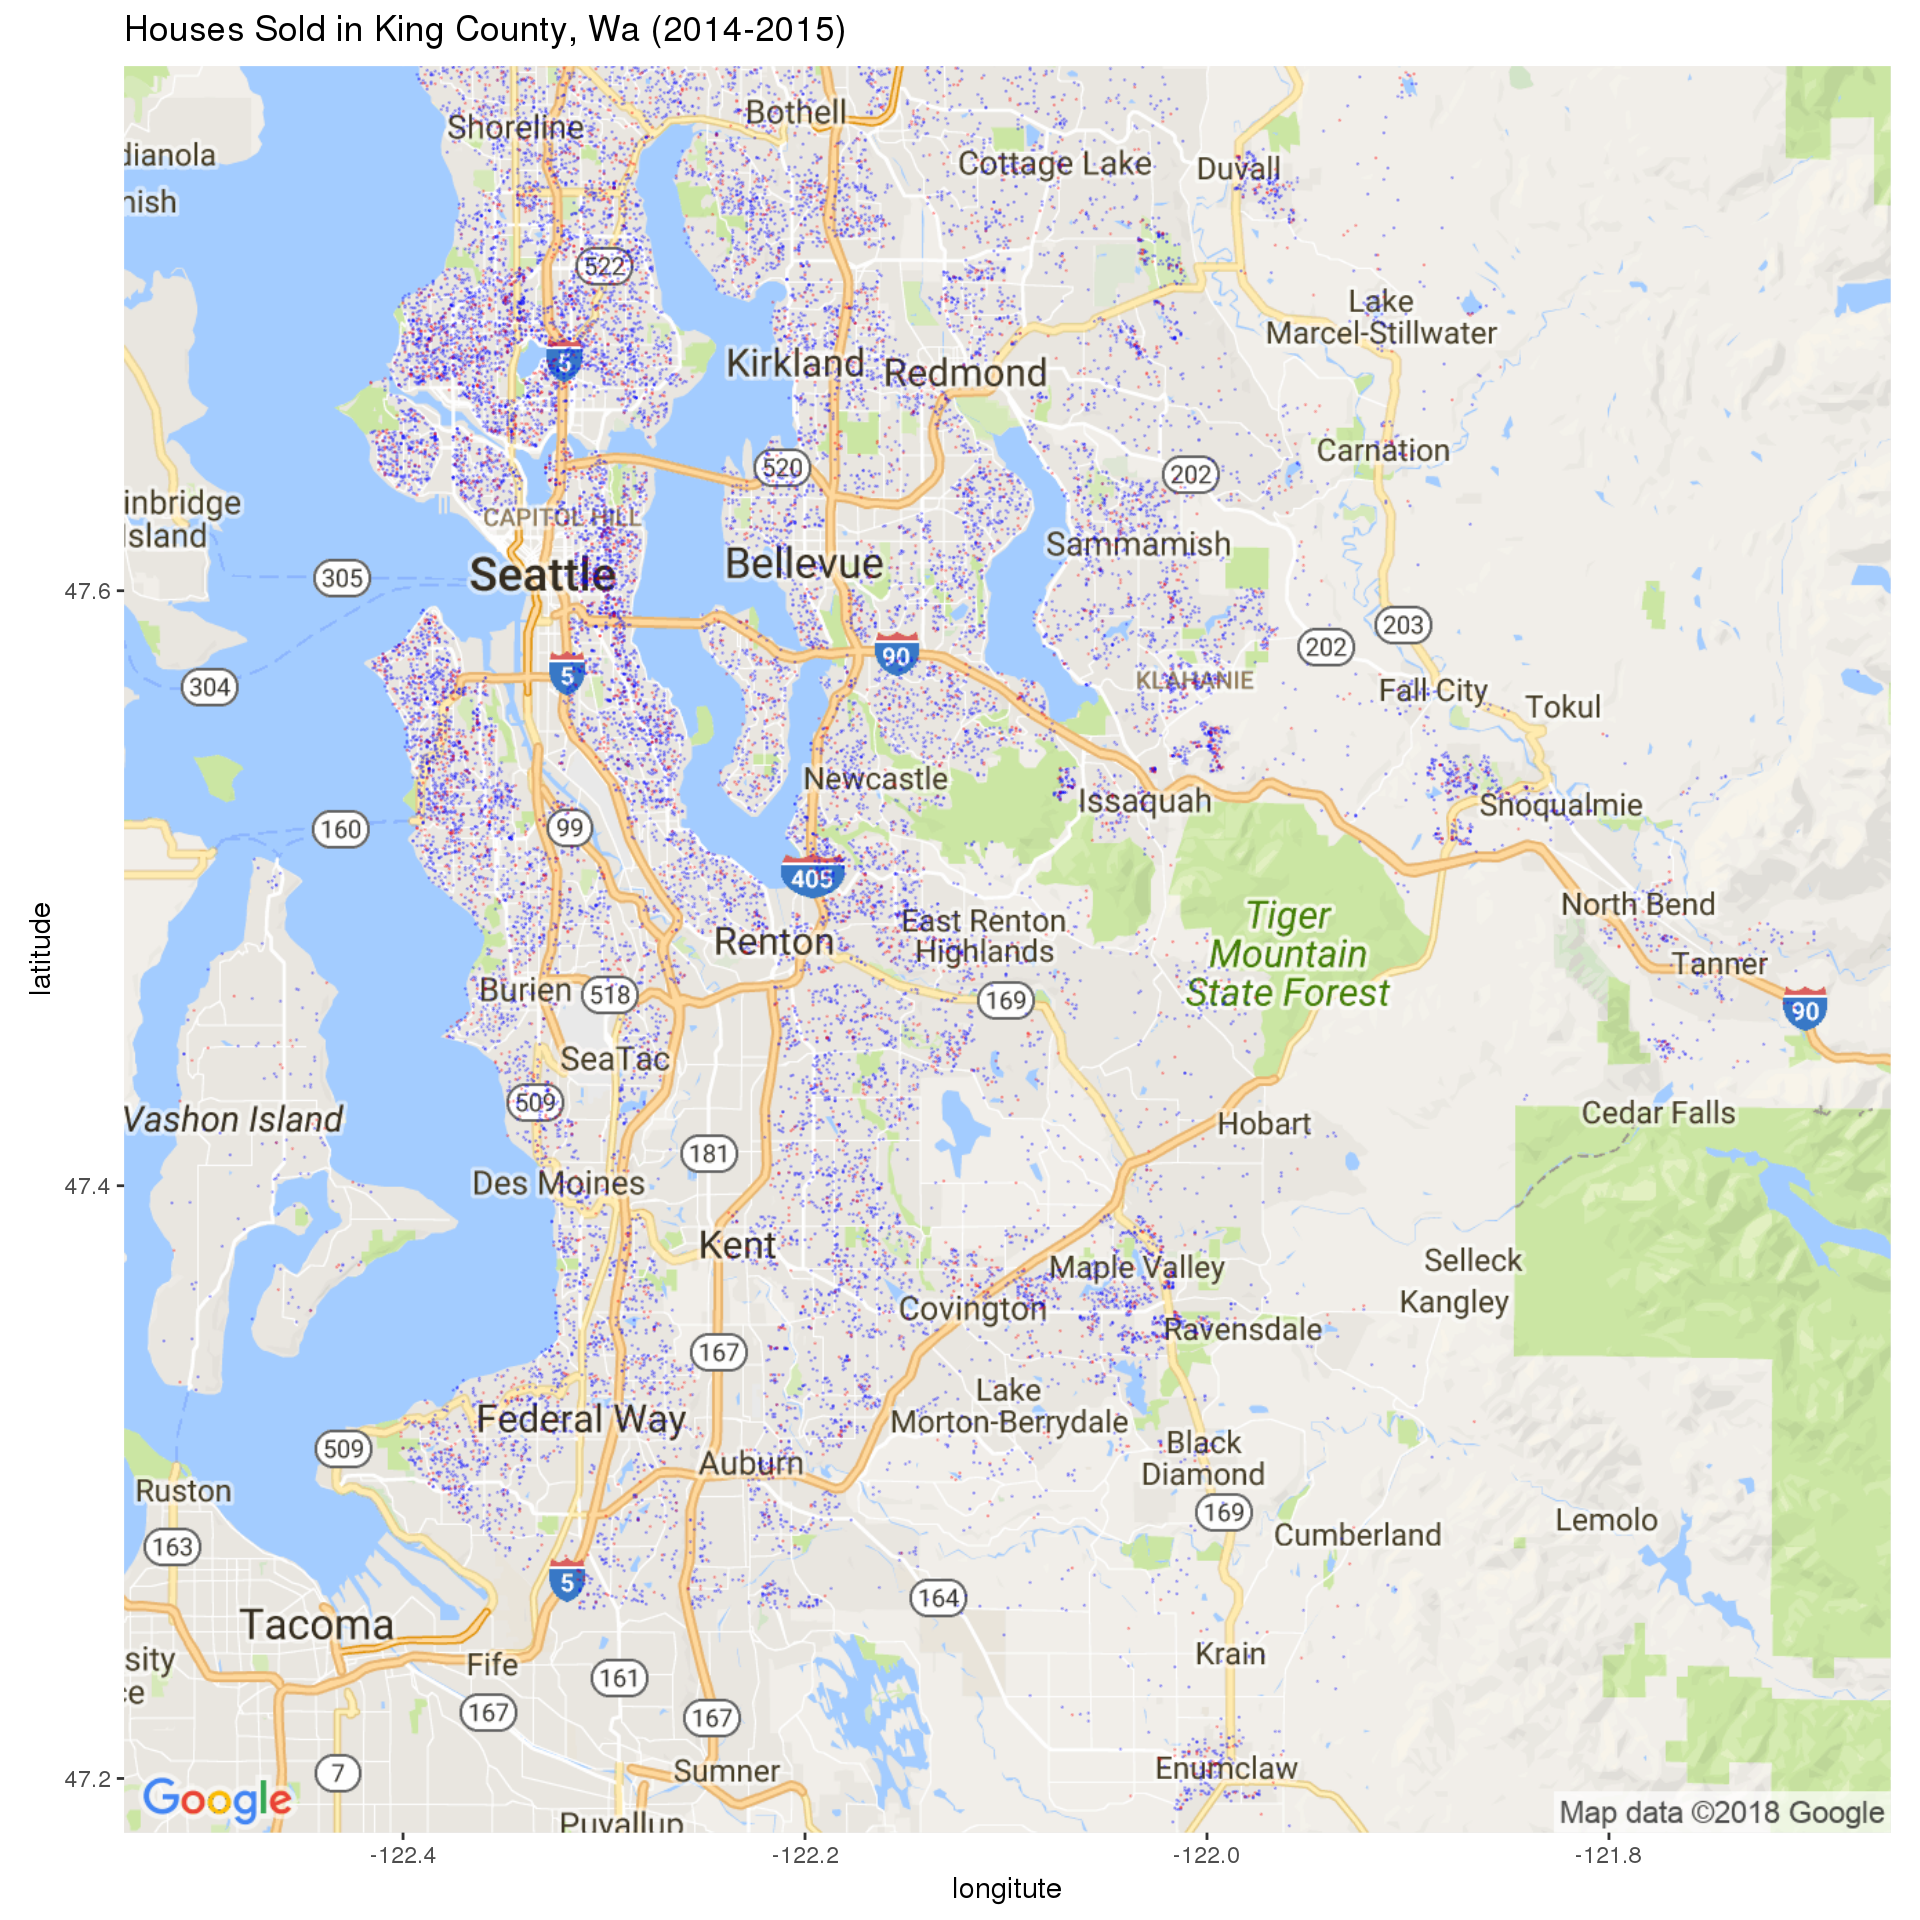 Houses Sold in King County, Wa (2014-2015)
Bothell
Shoreline
dianola
Cottage Lake
Duvall
nish
522
Lake
Marcel-Stillwater
5
Kirkland
Redmond
Carnation
520
202
inbridge
Island
CAPITOL HILL
Sammamish
Seattle
Bellevue
305
47.6
203
202
90
5
304
KLAHANIE
Fall City
Tokul
Newcastle
Issaquah
Snoqualmie
160
99
405
North Bend
East Renton
Highlands
Tiger
Mountain
State Forest
Renton
Tanner
latitude
Burien
518
169
90
SeaTac
509
Vashon Island
Cedar Falls
Hobart
181
Des Moines
47.4
Kent
Maple Valley
Selleck
Kangley
Covington
Ravensdale
167
Lake
Morton-Berrydale
Federal Way
509
Auburn
Black
Diamond
Ruston
169
Lemolo
Cumberland
163
5
164
Tacoma
Krain
sity
ce
Fife
161
167
167
Enumclaw
7
Sumner
47.2
Google
Puyallup
Map data ©2018 Google
-122.4
-122.2
-122.0
-121.8
longitute